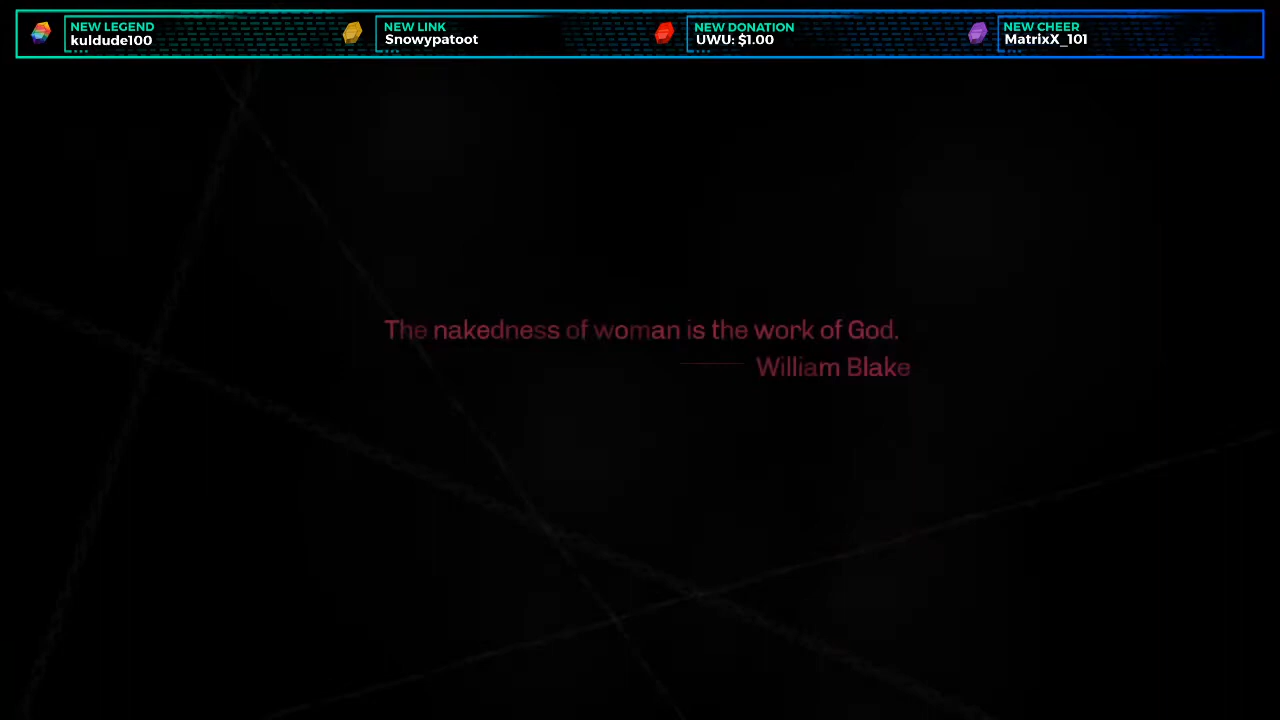 NEW LEGEND
kuldude100
NEW LINK
Snowypatoot
NEW DONATION
UWU: $1.00
NEW CHEER
MatrixX_101
The nakedness of woman is the work of God.
William Blake